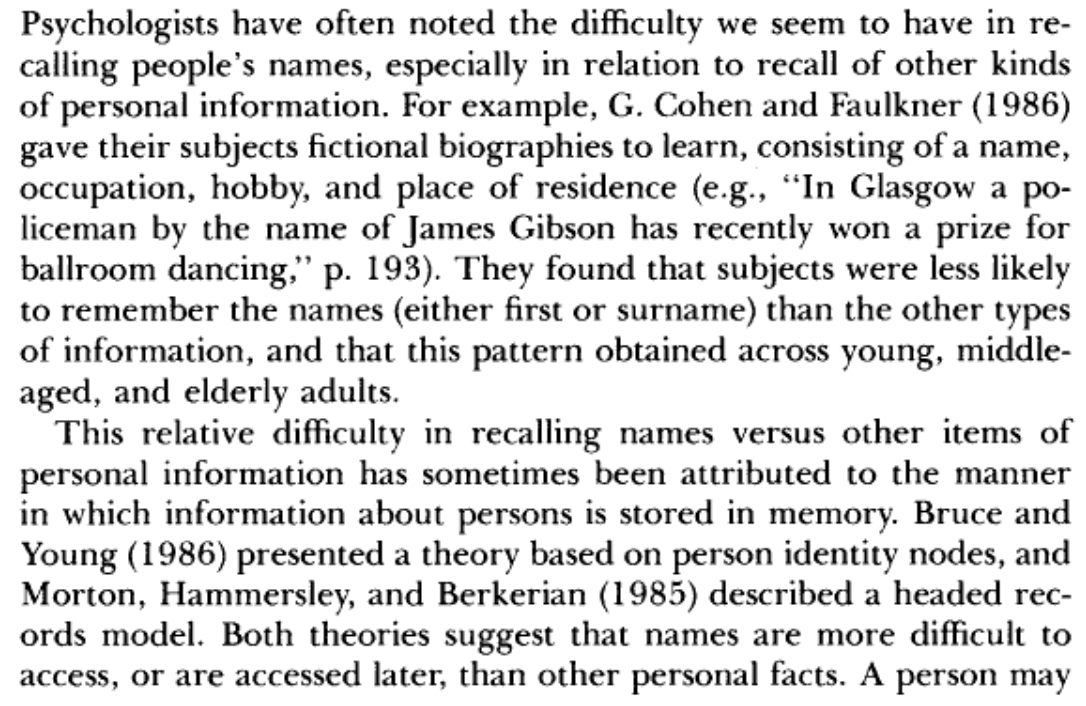 Psychologists have often noted the difficulty we seem to have in re-
calling people's names, especially in relation to recall of other kinds
of personal information. For example, G. Cohen and Faulkner (1986)
gave their subjects fictional biographies to learn, consisting of a name,
occupation, hobby, and place of residence (e.g., "In Glasgow a po-
liceman by the name of James Gibson has recently won a prize for
ballroom dancing," p. 193). They found that subjects were less likely
to remember the names (either first or surname) than the other types
of information, and that this pattern obtained across young, middle-
aged, and elderly adults.
This relative difficulty in recalling names versus other items of
personal information has sometimes been attributed to the manner
in which information about persons is stored in memory. Bruce and
Young (1986) presented a theory based on person identity nodes, and
Morton, Hammersley, and Berkerian (1985) described a headed rec-
ords model. Both theories suggest that names are more difficult to
access, or are accessed later, than other personal facts. A person may